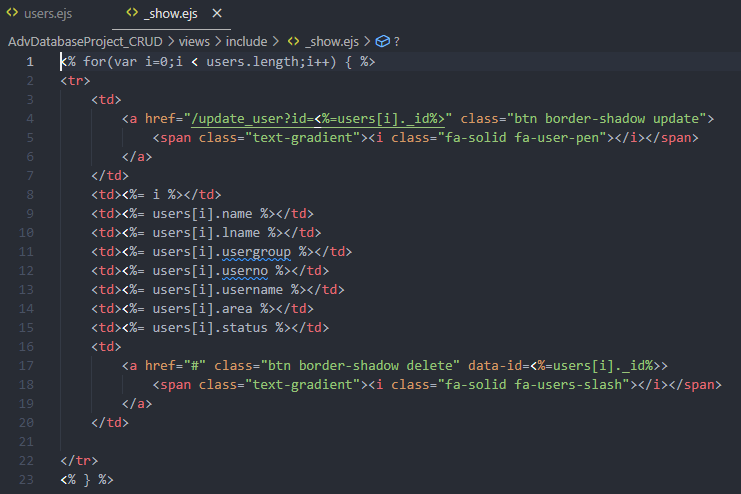 users.ejs _show.ejs
AdvDatabaseProject_CRUD > views > include > _show.ejs > ?
1 <% for(var i=0;i < users.length;i++) { %>
2 <tr>
3 <td>
4 <a href="/update_user?id=<%=users[i]._id%>" class="btn border-shadow update">
5 <span class="text-gradient"><i class="fa-solid fa-user-pen"></i></span>
6 </a>
7 </td>
8 <td><%= i %></td>
9 <td><%= users[i].name %></td>
10 <td><%= users[i].lname %></td>
11 <td><%= users[i].usergroup %></td>
12 <td><%= users[i].userno %></td>
13 <td><%= users[i].username %></td>
14 <td><%= users[i].area %></td>
15 <td><%= users[i].status %></td>
16 <td>
17 <a href="#" class="btn border-shadow delete" data-id=<%=users[i]._id%>>
18 <span class="text-gradient"><i class="fa-solid fa-users-slash"></i></span>
19 </a>
20 </td>
21
22 </tr>
23 <% } %>